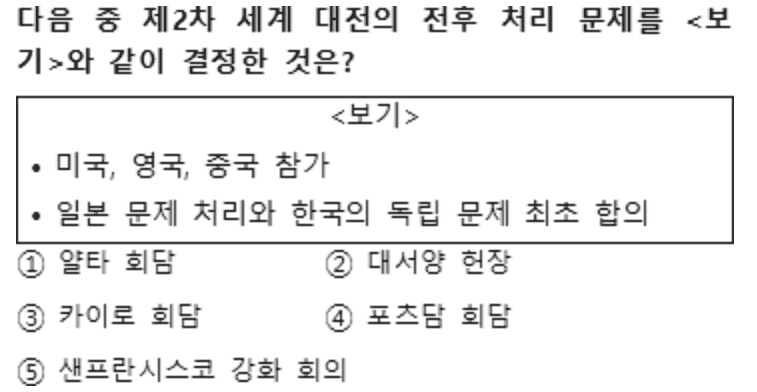 다음 중 제2차 세계 대전의 전후 처리 문제를 <보
기>와 같이 결정한 것은?
<보기>
• 미국, 영국, 중국 참가
• 일본 문제 처리와 한국의 독립 문제 최초 합의
① 얄타 회담 ② 대서양 헌장
③ 카이로 회담 ④ 포츠담 회담
⑤ 샌프란시스코 강화 회의